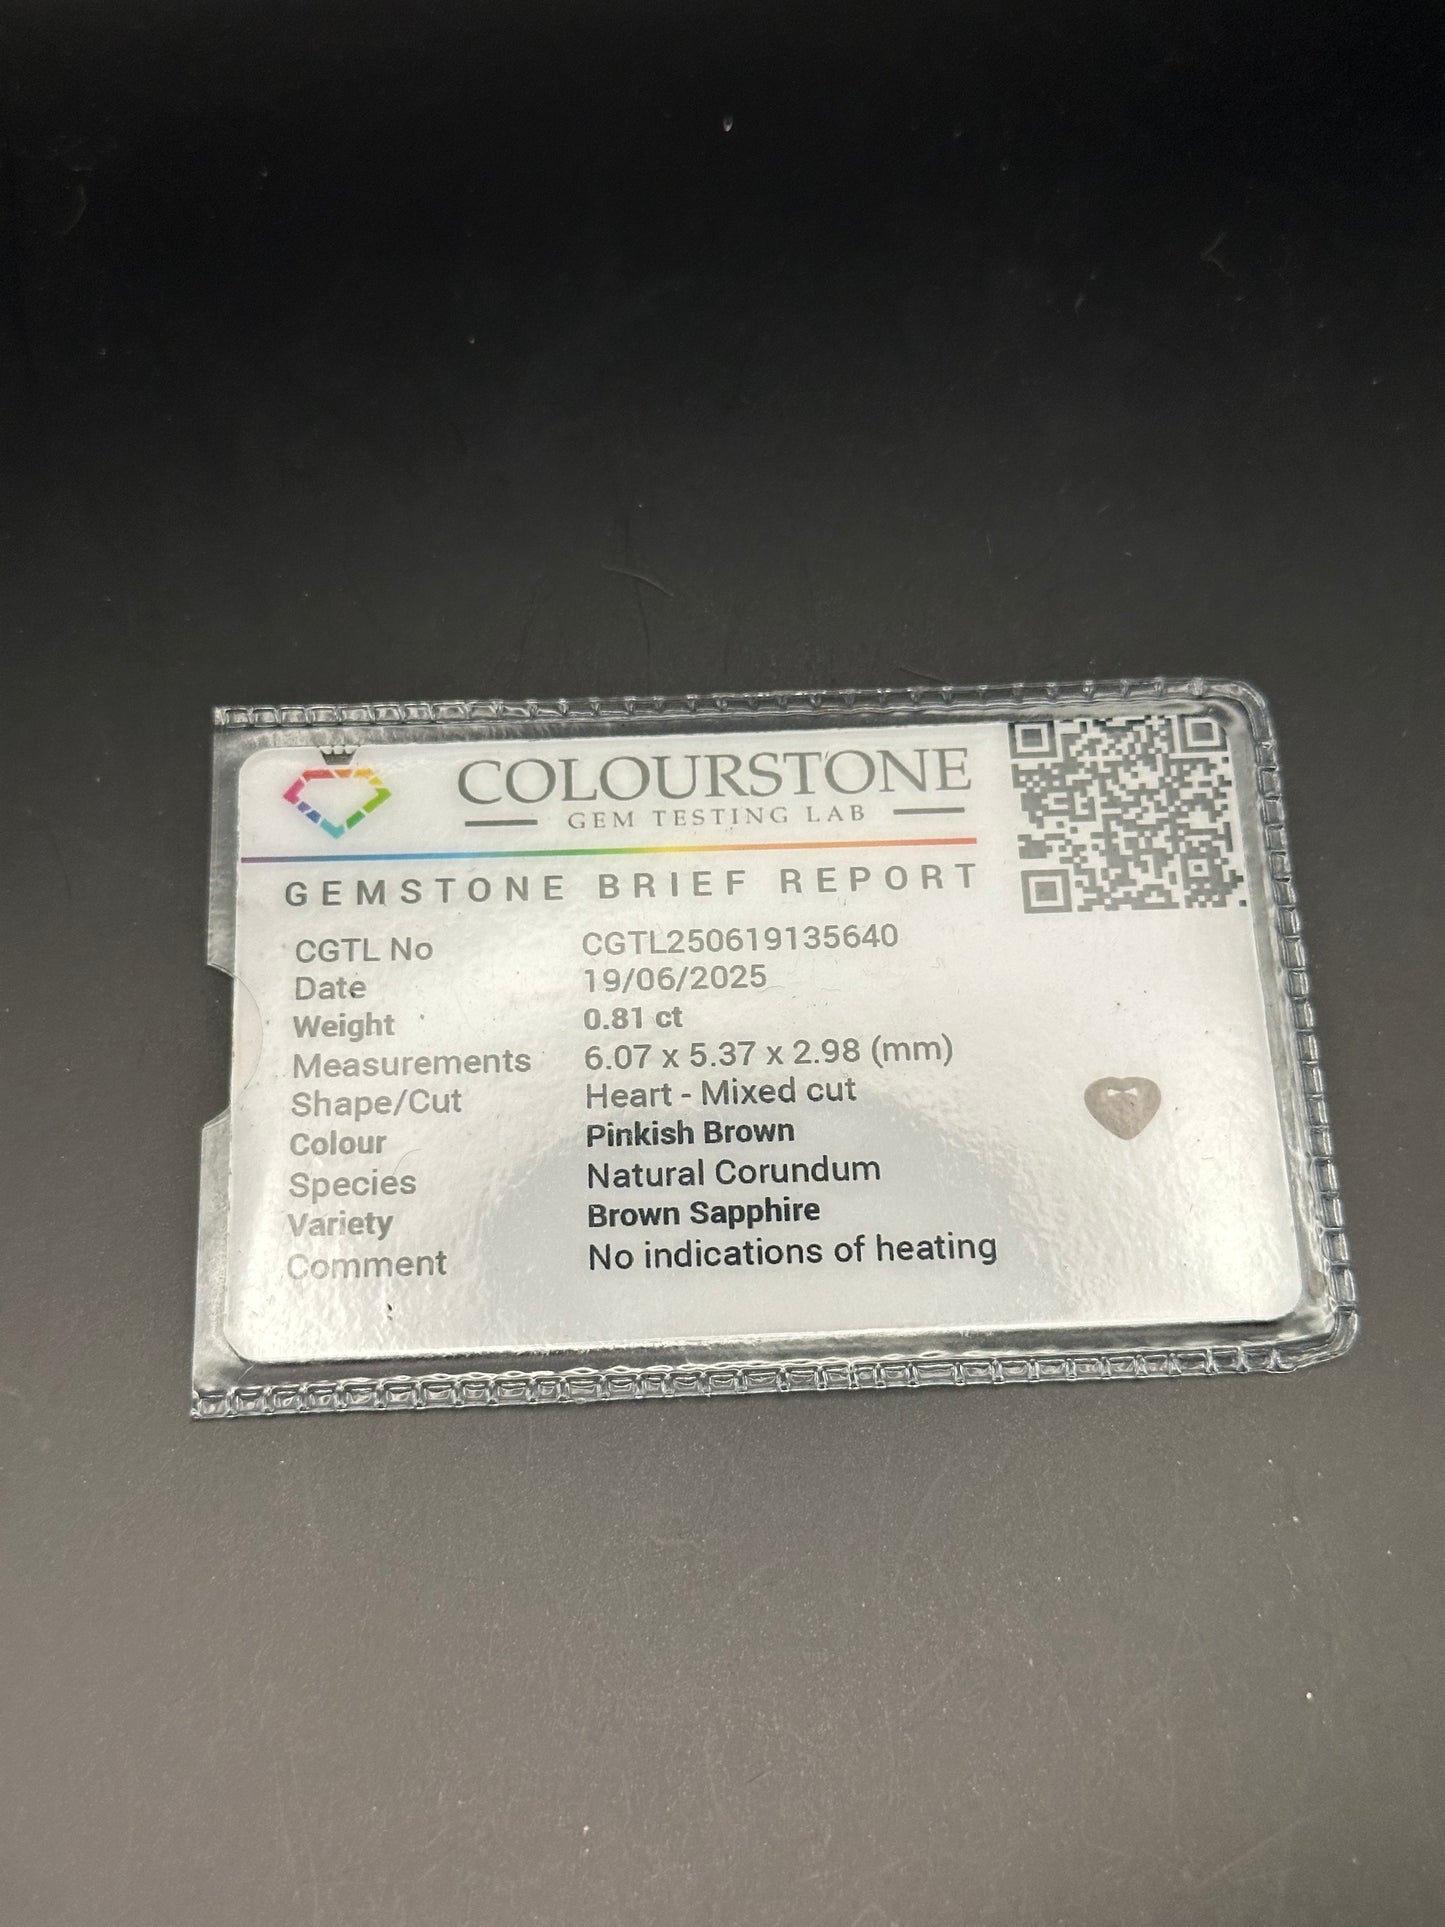 COLOURSTONE
GEM TESTING LAB
GEMSTONE BRIEF REPORT
CGTL No CGTL250619135640
Date 19/06/2025
Weight 0.81 ct
Measurements 6.07 x 5.37 x 2.98 (mm)
Shape/Cut Heart - Mixed cut
Colour Pinkish Brown
Species Natural Corundum
Variety Brown Sapphire
Comment No indications of heating